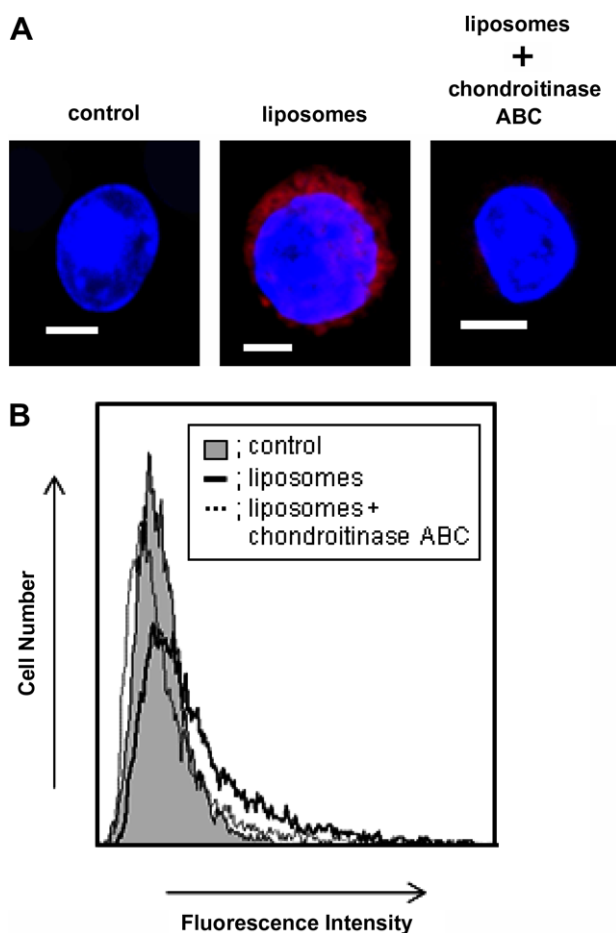 A
control
liposomes
liposomes
+
chondroitinase
ABC
B
; control
; liposomes
; liposomes +
chondroitinase ABC
Cell Number
Fluorescence Intensity